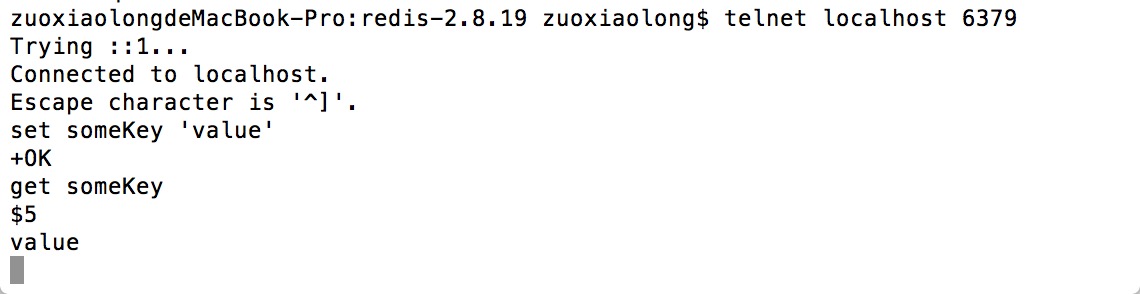 zuoxiaolongdeMacBook-Pro:redis-2.8.19 zuoxiaolong$ telnet localhost 6379
Trying ::1...
Connected to localhost.
Escape character is '^]'.
set someKey 'value'
+OK
get someKey
$5
value